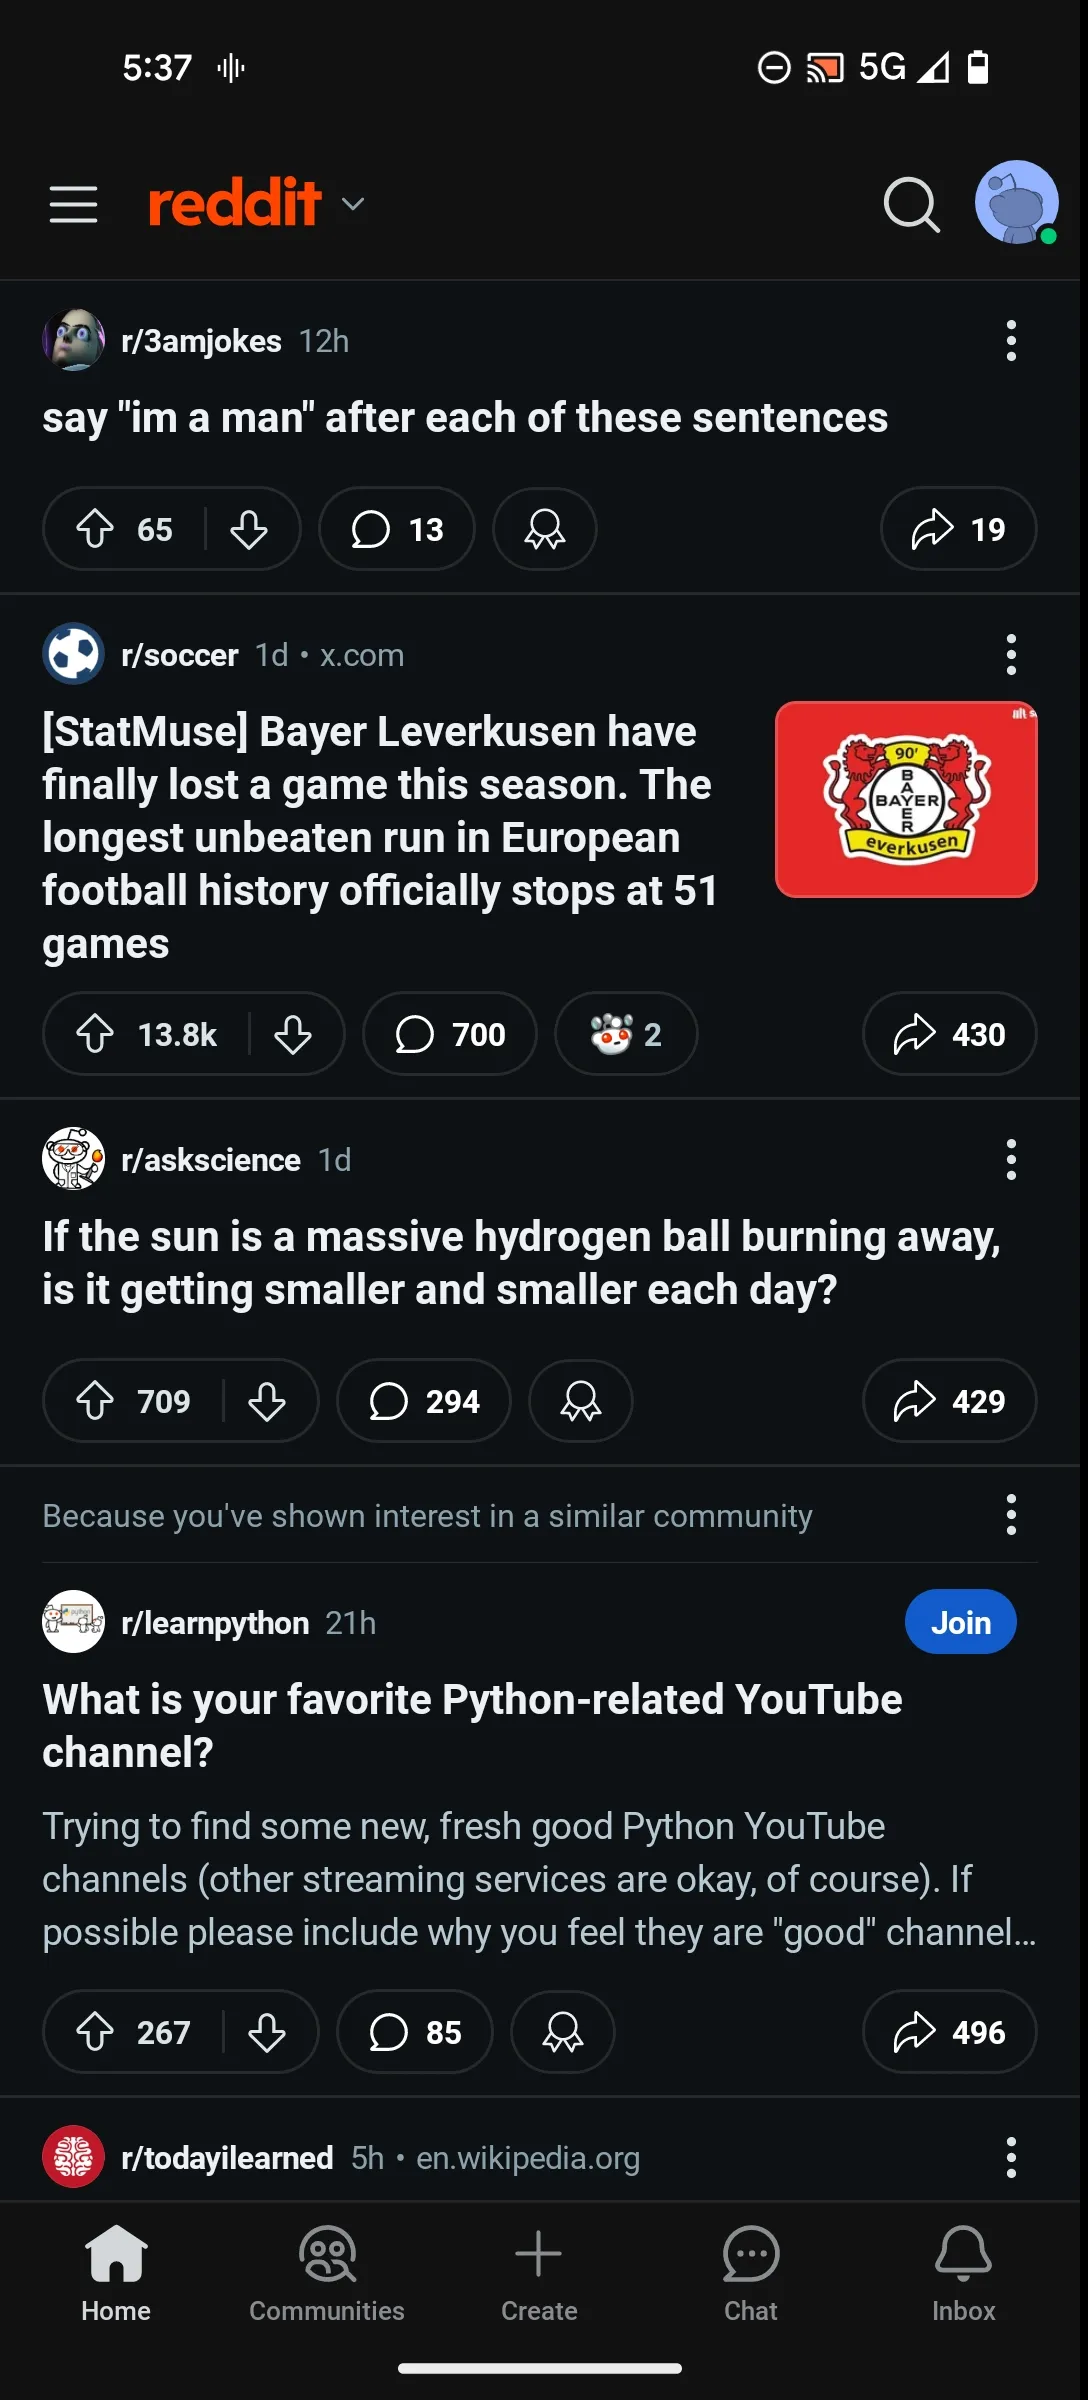 5:37
5G
reddit
r/3amjokes 12h
say "im a man" after each of these sentences
65
13
19
r/soccer 1d • x.com
[StatMuse] Bayer Leverkusen have
finally lost a game this season. The
longest unbeaten run in European
football history officially stops at 51
games
90'
BAYER
BAYER
everkusen
13.8k
700
2
430
r/askscience 1d
If the sun is a massive hydrogen ball burning away,
is it getting smaller and smaller each day?
709
294
429
Because you've shown interest in a similar community
r/learnpython 21h
Join
What is your favorite Python-related YouTube
channel?
Trying to find some new, fresh good Python YouTube
channels (other streaming services are okay, of course). If
possible please include why you feel they are "good" channel…
267
85
496
r/todayilearned 5h • en.wikipedia.org
Home
Communities
Create
Chat
Inbox